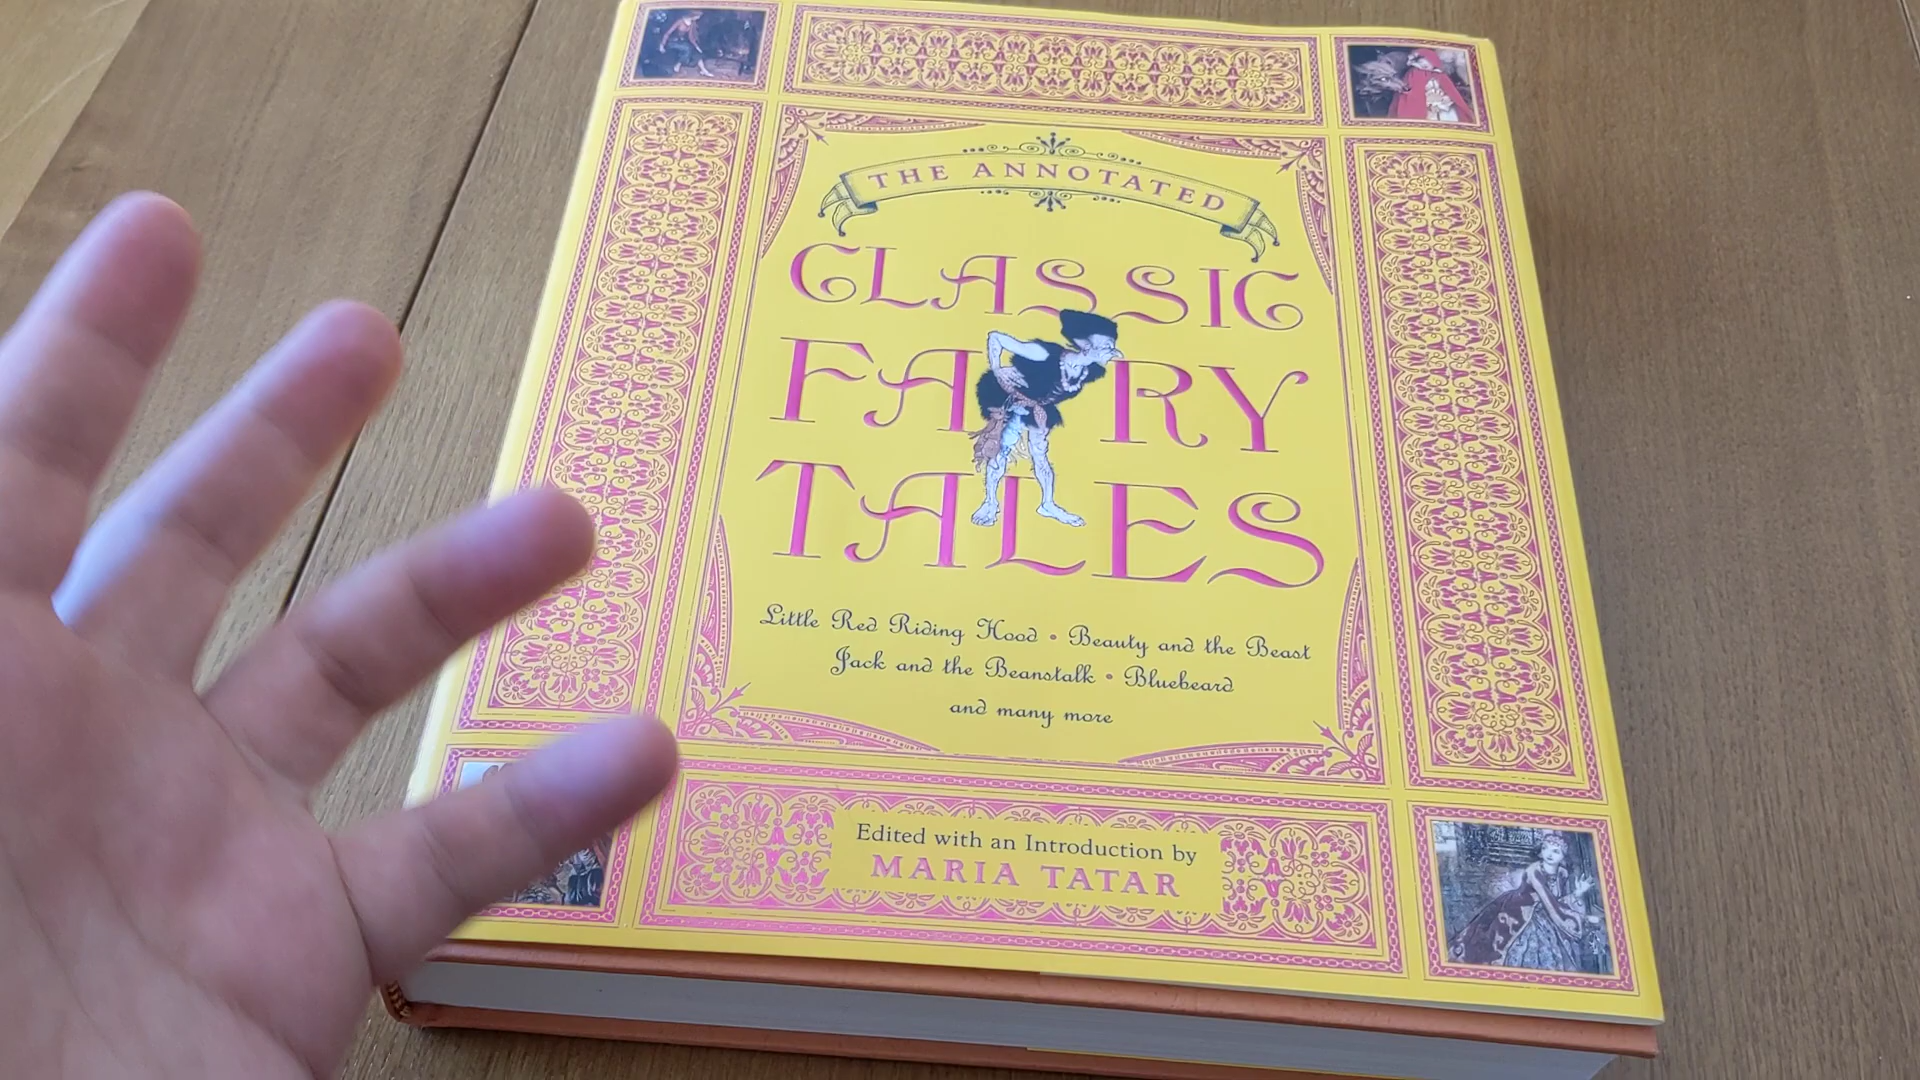 THE ANNOTATED
CLASSIC
FAIRY
TALES
Little Red Riding Hood • Beauty and the Beast
Jack and the Beanstalk • Bluebeard
and many more
Edited with an Introduction by
MARIA TATAR